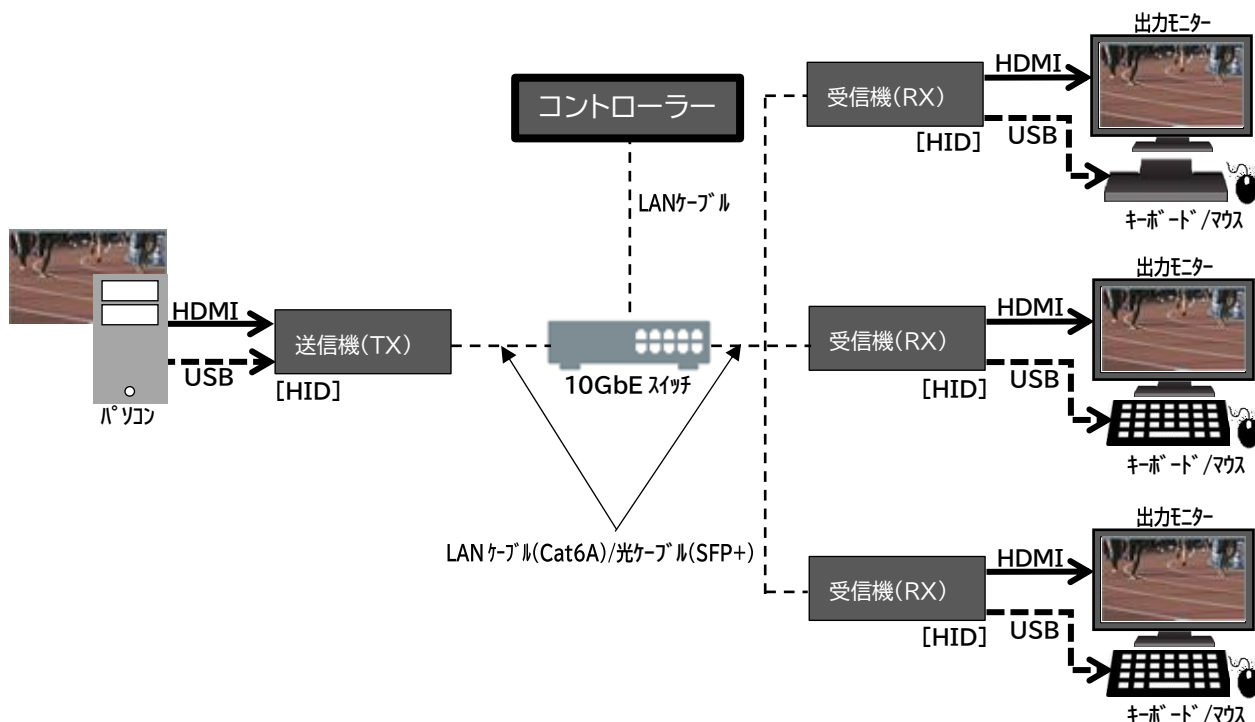 出力モニター
HDMI
受信機(RX)
[HID]
USB
キーボード/マウス
コントローラー
LANケーブル
出力モニター
HDMI
受信機(RX)
[HID]
USB
キーボード/マウス
HDMI
送信機(TX)
USB
[HID]
パソコン
10GbE スイッチ
LANケーブル(Cat6A)/光ケーブル(SFP+)
出力モニター
HDMI
受信機(RX)
[HID]
USB
キーボード/マウス